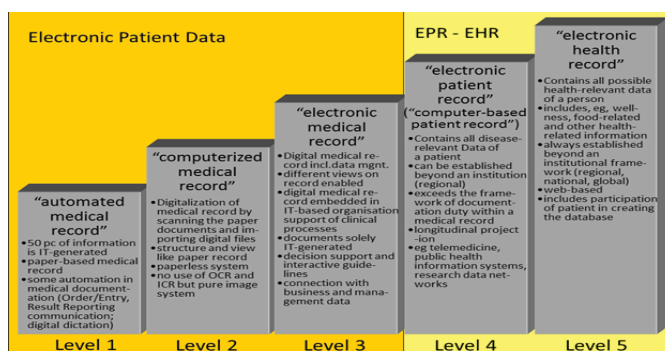 Electronic Patient Data
EPR - EHR
“automated
medical
record”
•50 pc of information
is IT-generated
•paper-based medical
record
•some automation in
medical document-
ation (Order/Entry,
Result Reporting
communication;
digital dictation)
Level 1
“computerized
medical
record”
•Digitalization of
medical record by
scanning the paper
documents and im-
porting digital files
•structure and view
like paper record
•paperless system
•no use of OCR and
ICR but pure image
system
Level 2
“electronic
medical
record”
•Digital medical re-
cord incl.data mgnt.
•different views on
record enabled
•digital medical re-
cord embedded in
IT-based organisation
support of clinical
processes
•documents solely
IT-generated
•decision support and
interactive guide-
lines
•connection with
business and ma-
nagement data
Level 3
“electronic
patient
record”
(“computer-based
patient record”)
•Contains all disease-
relevant Data of
a patient
•can be established
beyond an institution
(regional)
•exceeds the framework
of document-
ation duty within a
medical record
•longitudinal project
-ion
•eg telemedicine,
public health
information systems,
research data net-
works
Level 4
“electronic
health
record”
•Contains all possible
health-relevant data
of a person
•includes, eg, well-
ness, food-related
and other health-
related information
•always established
beyond an
institutional frame-
work (regional,
national, global)
•web-based
•includes participation
of patient in creating
the database
Level 5